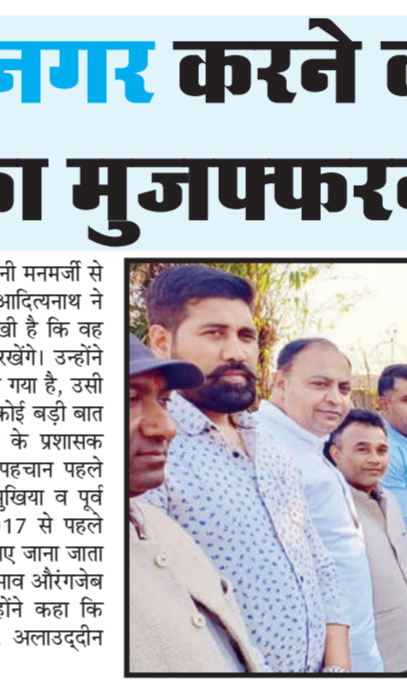 नगर करने
का मुजफ्फर
नी मनमर्जी से
आदित्यनाथ ने
खी है कि वह
रखेंगे। उन्होंने
गया है, उसी
कोई बड़ी बात
के प्रशासक
पहचान पहले
मुखिया व पूर्व
17 से पहले
ए जाना जाता
भाव औरंगजेब
होंने कहा कि
अलाउद्दीन